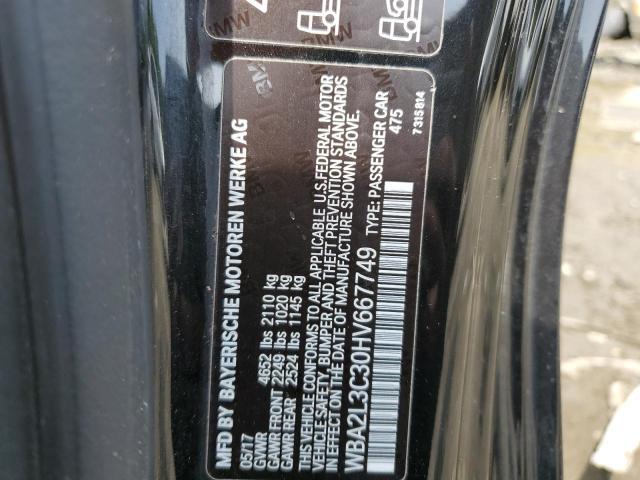 MFD BY BAYERISCHE MOTOREN WERKE AG
05/17
GVWR 4652 lbs 2110 kg
GAWR FRONT 2249 lbs 1020 kg
GAWR REAR 2524 lbs 1145 kg
THIS VEHICLE CONFORMS TO ALL APPLICABLE U.S.FEDERAL MOTOR
VEHICLE SAFETY, BUMPER AND THEFT PREVENTION STANDARDS
IN EFFECT ON THE DATE OF MANUFACTURE SHOWN ABOVE.
WBA2L3C30HV667749 TYPE: PASSENGER CAR
475
7 315 814